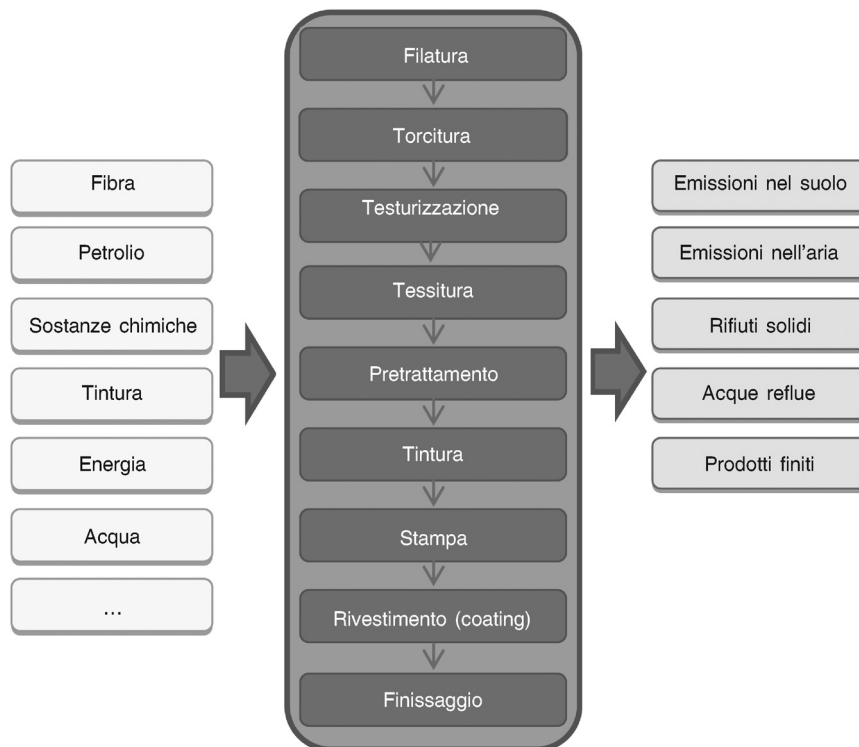 Fibra
Petrolio
Sostanze chimiche
Tintura
Energia
Acqua
...
Filatura
Torcitura
Testurizzazione
Tessitura
Pretrattamento
Tintura
Stampa
Rivestimento (coating)
Finissaggio
Emissioni nel suolo
Emissioni nell'aria
Rifiuti solidi
Acque reflue
Prodotti finiti